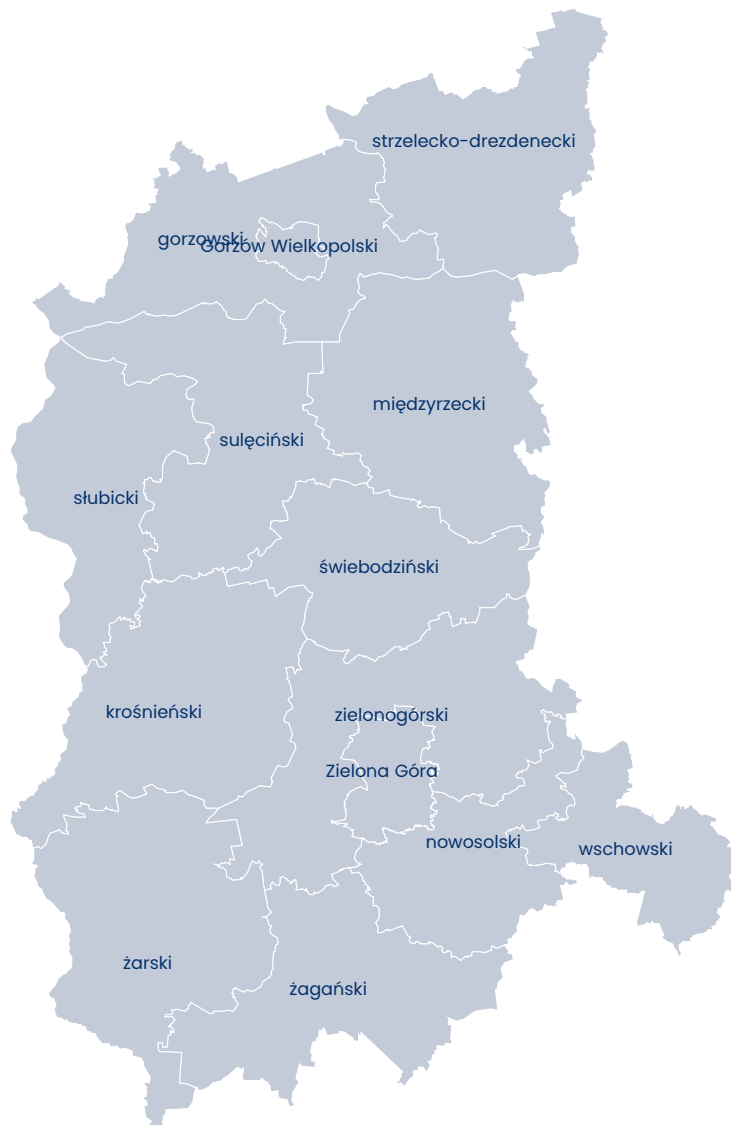 strzelecko-drezdenecki
gorzowski
Gorzów Wielkopolski
międzyrzecki
sulęciński
słubicki
świebodziński
krośnieński
zielonogórski
Zielona Góra
nowosolski
wschowski
żarski
żagański